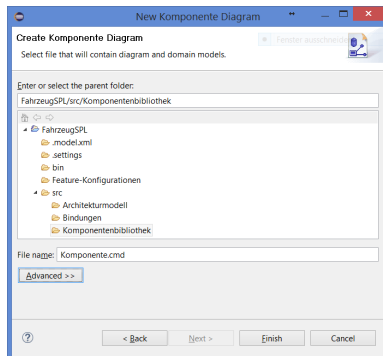 New Komponente Diagram
Create Komponente Diagram
Fenster ausschneiden
Select file that will contain diagram and domain models.
Enter or select the parent folder:
FahrzeugSPL/src/Komponentenbibliothek
FahrzeugSPL
.model.xml
.settings
bin
Feature-Konfigurationen
src
Architekturmodell
Bindungen
Komponentenbibliothek
File name: Komponente.cmd
Advanced >>
? < Back Next > Finish Cancel